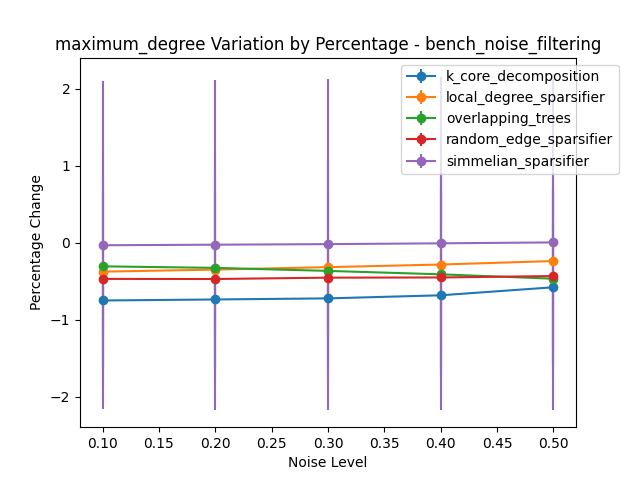 maximum_degree Variation by Percentage - bench_noise_filtering
k_core_decomposition
local_degree_sparsifier
overlapping_trees
random_edge_sparsifier
simmelian_sparsifier
Percentage Change
2
1
0
−1
−2
0.10 0.15 0.20 0.25 0.30 0.35 0.40 0.45 0.50
Noise Level